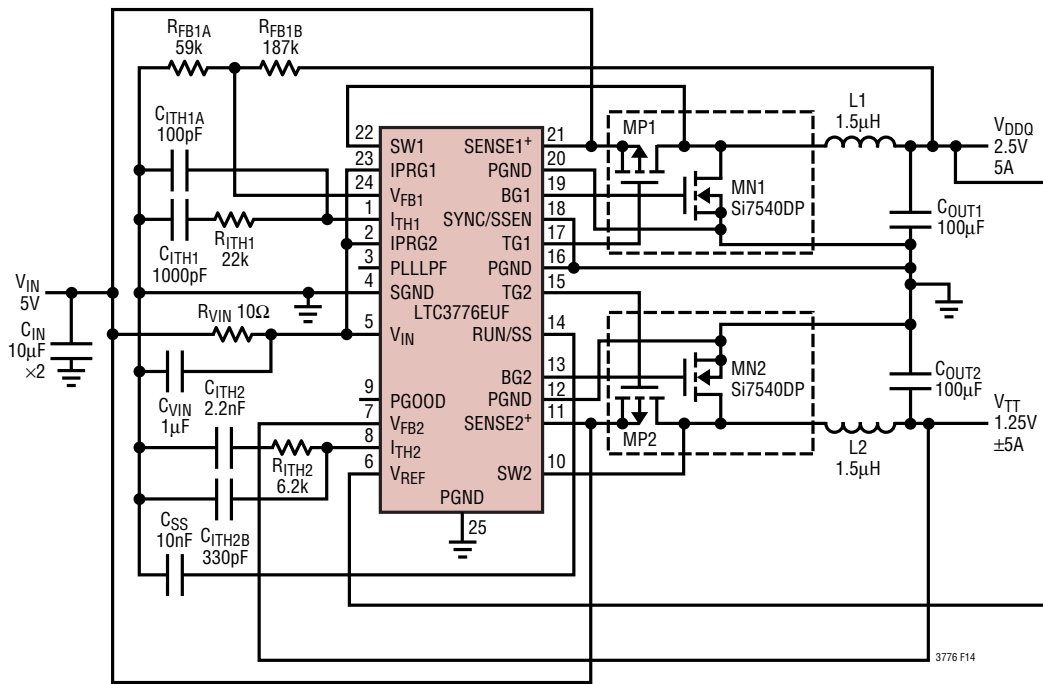 RFB1A
59k
RFB1B
187k
CITH1A
100pF
CITH1
1000pF
RITH1
22k
VIN
5V
CIN
10μF
×2
RVIN 10Ω
CVIN
1μF
CITH2
2.2nF
RITH2
6.2k
CSS
10nF
CITH2B
330pF
22
SW1
23
IPRG1
24
VFB1
1
ITH1
2
IPRG2
3
PLLLPF
4
SGND
LTC3776EUF
5
VIN
9
PGOOD
7
VFB2
8
ITH2
6
VREF
PGND
25
SENSE1+
21
PGND
20
BG1
19
SYNC/SSEN
18
TG1
17
PGND
16
TG2
15
RUN/SS
14
BG2
13
PGND
12
SENSE2+
11
SW2
10
MP1
MN1
Si7540DP
MN2
Si7540DP
MP2
L1
1.5μH
VDDQ
2.5V
5A
COUT1
100μF
COUT2
100μF
VTT
1.25V
±5A
L2
1.5μH
3776 F14